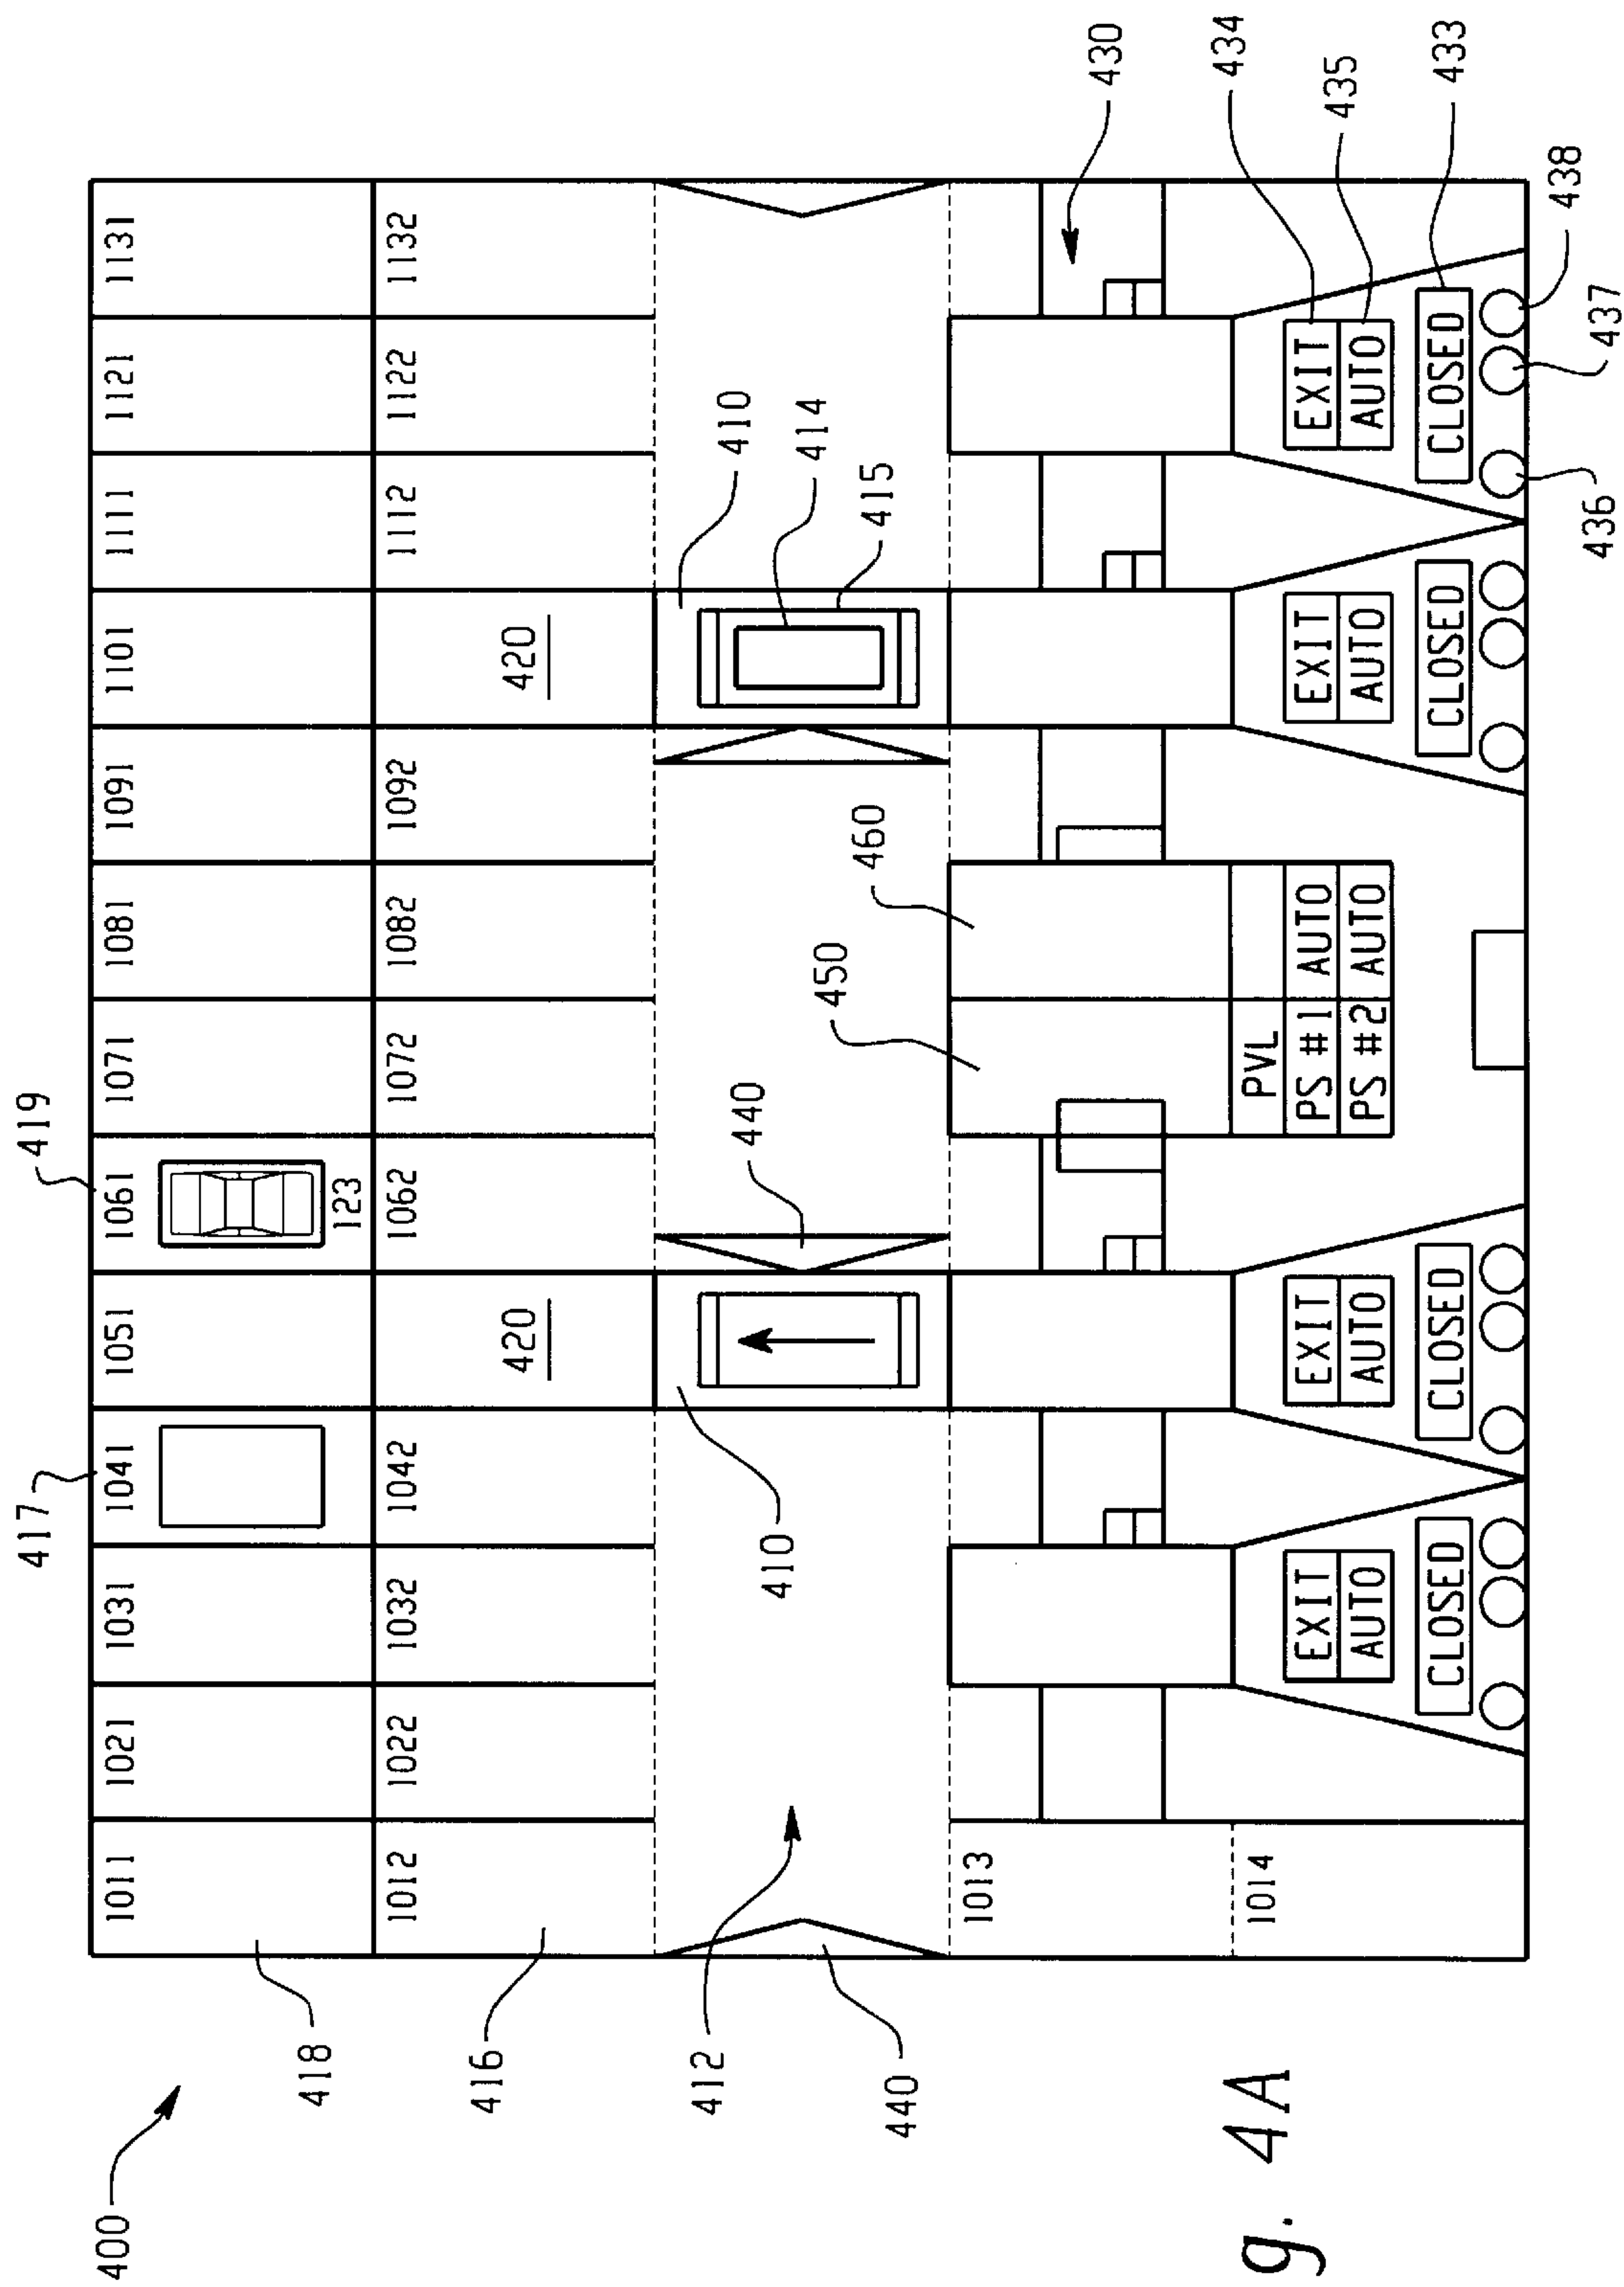 417
419
1011 1021 1031 1041 1051 1061 1071 1081 1091 1101 1111 1121 1131
123
1012 1022 1032 1042 1062 1072 1082 1092 1112 1122 1132
400
418
416
420
420
412
440
410
440
450
460
410
414
415
430
1013
1014
PVL
PS #1 AUTO
PS #2 AUTO
EXIT EXIT EXIT EXIT
AUTO AUTO AUTO AUTO
CLOSED CLOSED CLOSED CLOSED
434
435
433
436
437
438
g. 4A